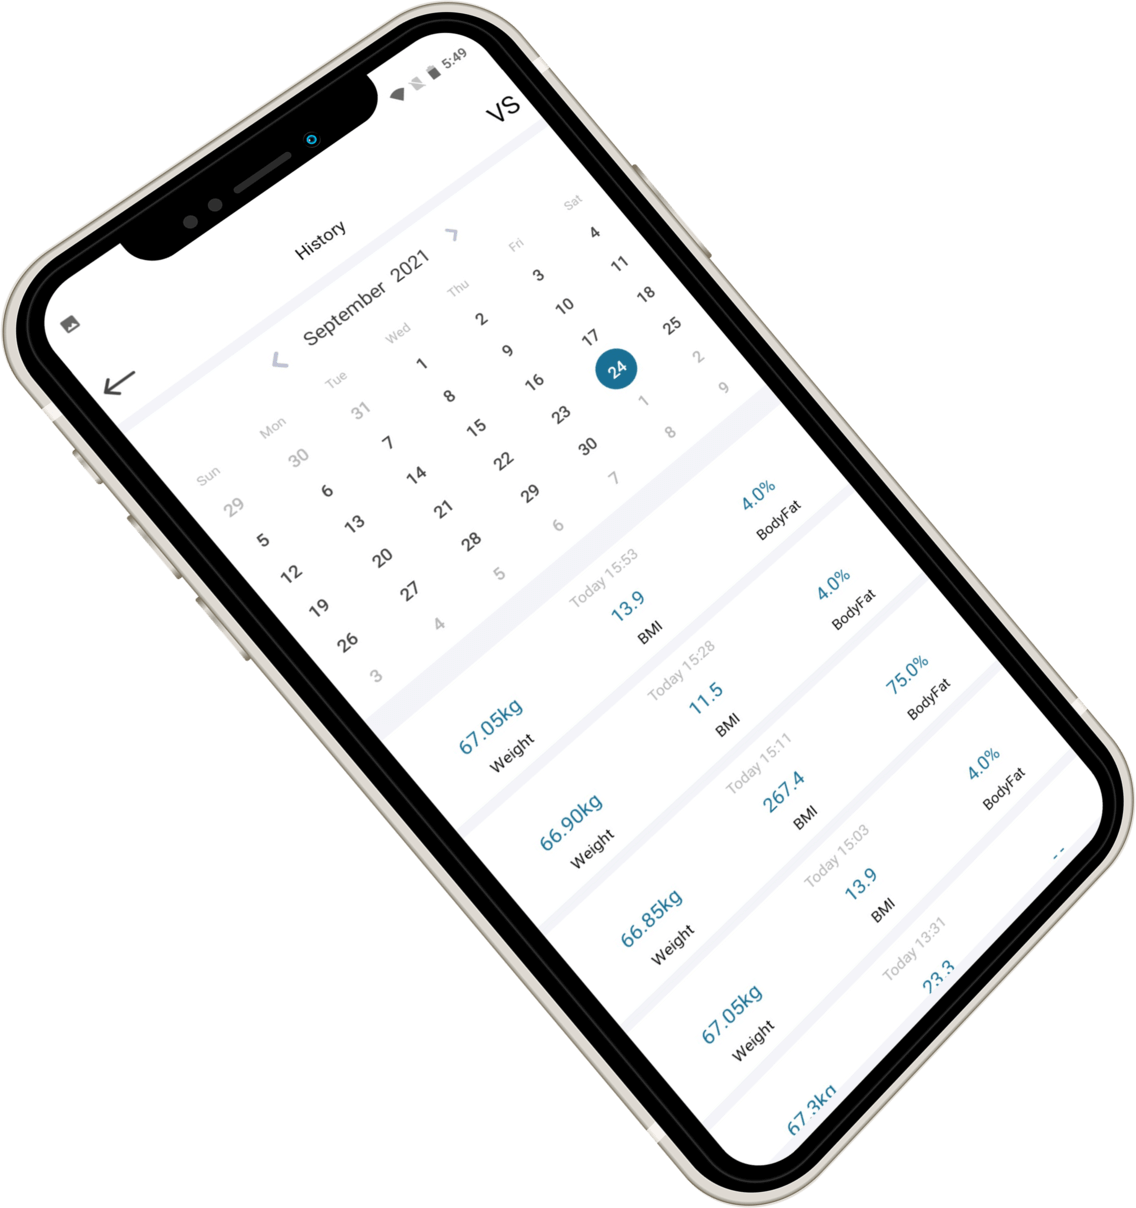 5:49
VS
History
September 2021
Sun Mon Tue Wed Thu Fri Sat
29 30 31 1 2 3 4
5 6 7 8 9 10 11
12 13 14 15 16 17 18
19 20 21 22 23 24 25
26 27 28 29 30 1 2
3 4 5 6 7 8 9
Today 15:53
67.05kg 13.9 4.0%
Weight BMI BodyFat
Today 15:28
66.90kg 11.5 4.0%
Weight BMI BodyFat
Today 15:11
66.85kg 267.4 75.0%
Weight BMI BodyFat
Today 15:03
67.05kg 13.9 4.0%
Weight BMI BodyFat
Today 13:31
67.3kg 23.3 --